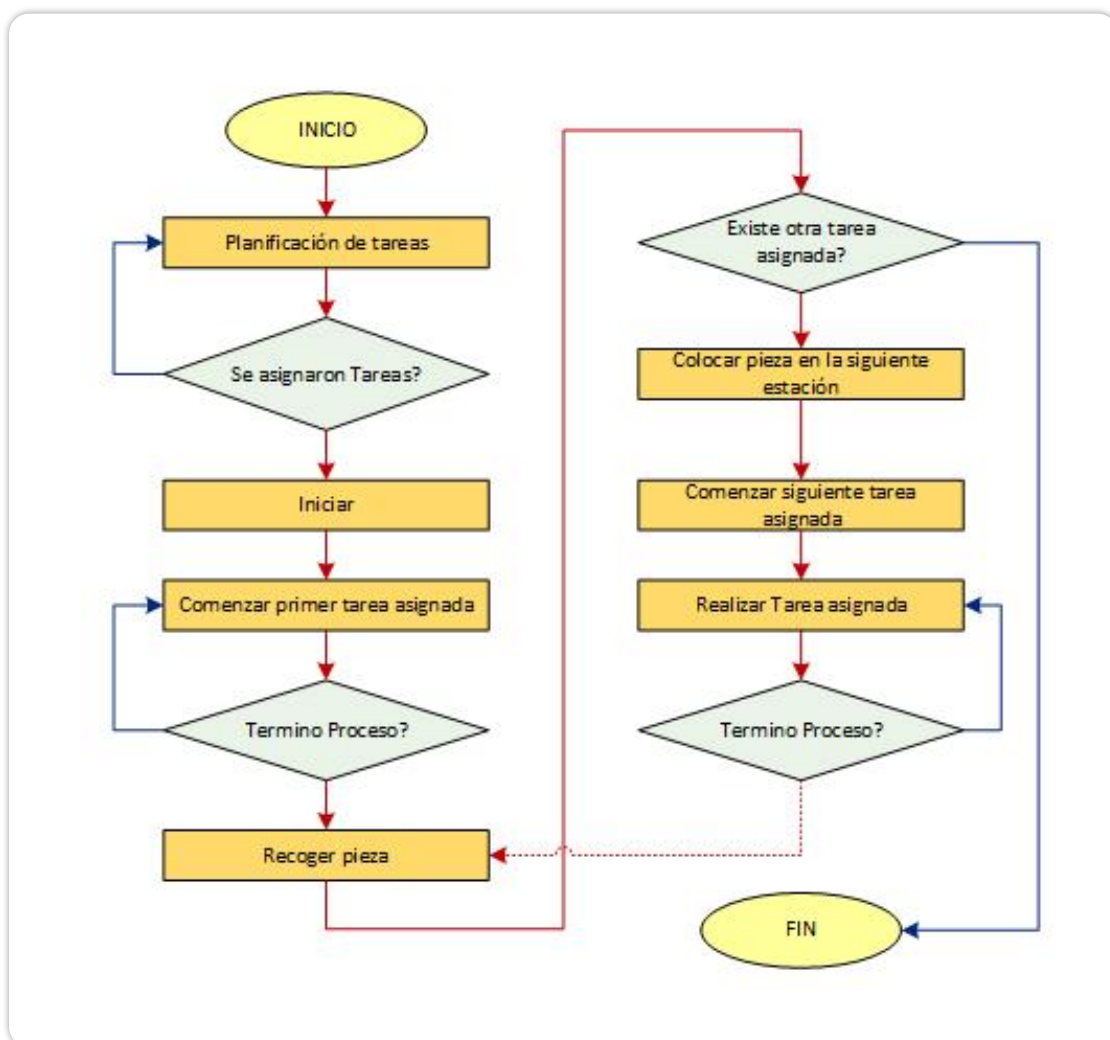 INICIO
Planificación de tareas
Se asignaron Tareas?
Iniciar
Comenzar primer tarea asignada
Termino Proceso?
Recoger pieza
Existe otra tarea
asignada?
Colocar pieza en la siguiente
estación
Comenzar siguiente tarea
asignada
Realizar Tarea asignada
Termino Proceso?
FIN